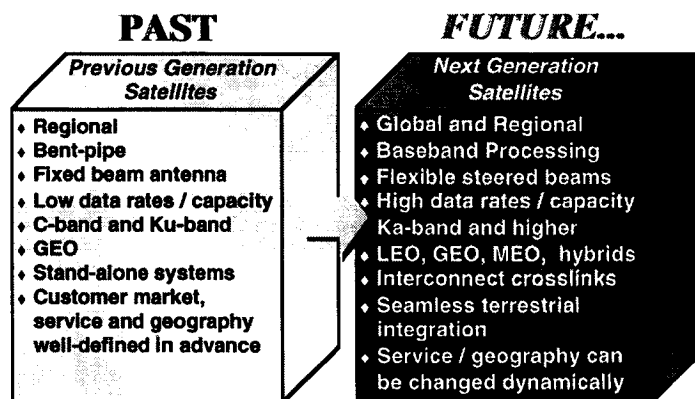 PAST
Previous Generation
Satellites
♦ Regional
♦ Bent-pipe
♦ Fixed beam antenna
♦ Low data rates / capacity
♦ C-band and Ku-band
♦ GEO
♦ Stand-alone systems
♦ Customer market,
service and geography
well-defined in advance
FUTURE...
Next Generation
Satellites
♦ Global and Regional
♦ Baseband Processing
♦ Flexible steered beams
♦ High data rates / capacity
Ka-band and higher
♦ LEO, GEO, MEO, hybrids
♦ Interconnect crosslinks
♦ Seamless terrestrial
integration
♦ Service / geography can
be changed dynamically